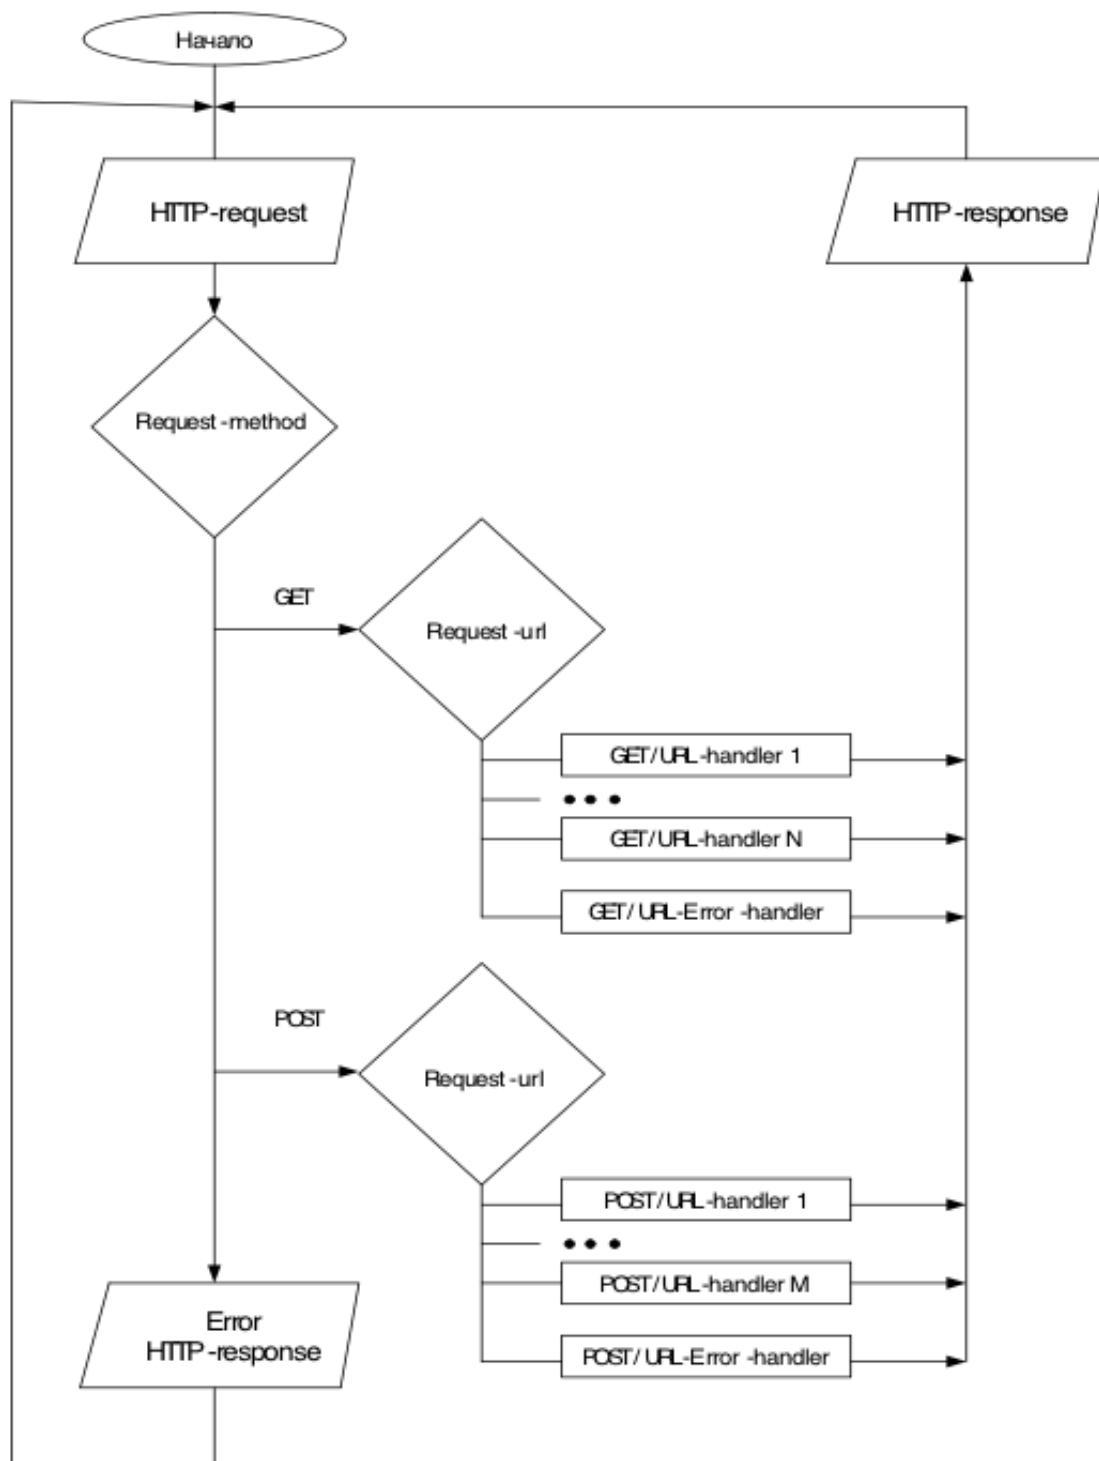 Начало
HTTP-request
HTTP-response
Request-method
GET
Request-url
GET/URL-handler 1
GET/URL-handler N
GET/URL-Error-handler
POST
Request-url
POST/URL-handler 1
POST/URL-handler M
POST/URL-Error-handler
Error
HTTP-response